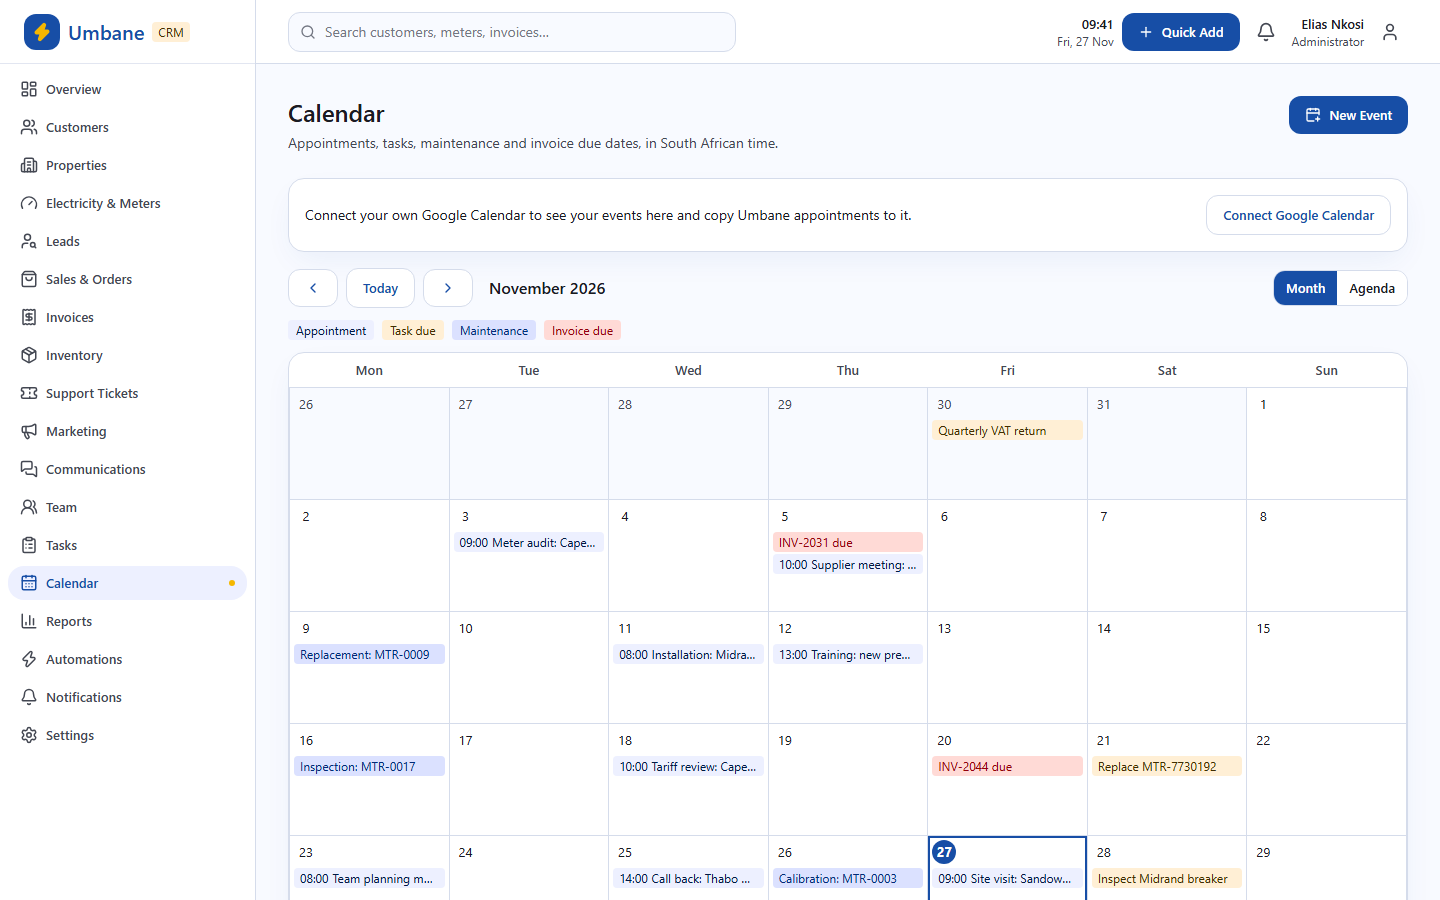 Umbane CRM
Search customers, meters, invoices...
09:41
Fri, 27 Nov
Quick Add
Elias Nkosi
Administrator
Overview
Customers
Properties
Electricity & Meters
Leads
Sales & Orders
Invoices
Inventory
Support Tickets
Marketing
Communications
Team
Tasks
Calendar
Reports
Automations
Notifications
Settings
Calendar
Appointments, tasks, maintenance and invoice due dates, in South African time.
New Event
Connect your own Google Calendar to see your events here and copy Umbane appointments to it.
Connect Google Calendar
Today
November 2026
Month Agenda
Appointment Task due Maintenance Invoice due
Mon Tue Wed Thu Fri Sat Sun
26 27 28 29 30 31 1
Quarterly VAT return
2 3 4 5 6 7 8
09:00 Meter audit: Cape... INV-2031 due
10:00 Supplier meeting: ...
9 10 11 12 13 14 15
Replacement: MTR-0009 08:00 Installation: Midra... 13:00 Training: new pre...
16 17 18 19 20 21 22
Inspection: MTR-0017 10:00 Tariff review: Cape... INV-2044 due Replace MTR-7730192
23 24 25 26 27 28 29
08:00 Team planning m... 14:00 Call back: Thabo ... Calibration: MTR-0003 09:00 Site visit: Sandow... Inspect Midrand breaker